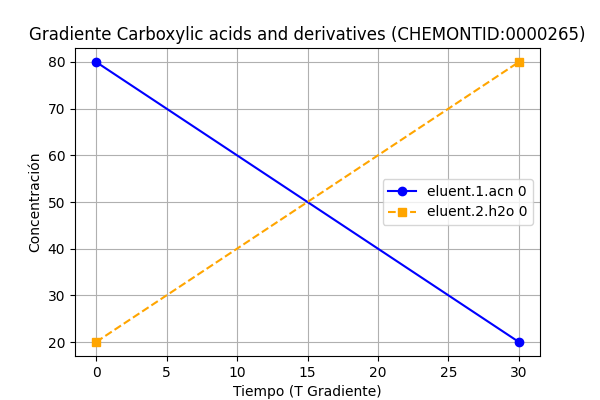 Gradiente Carboxylic acids and derivatives (CHEMONTID:0000265)
80
70
60
50
40
30
20
Concentración
eluent.1.acn 0
eluent.2.h2o 0
0 5 10 15 20 25 30
Tiempo (T Gradiente)